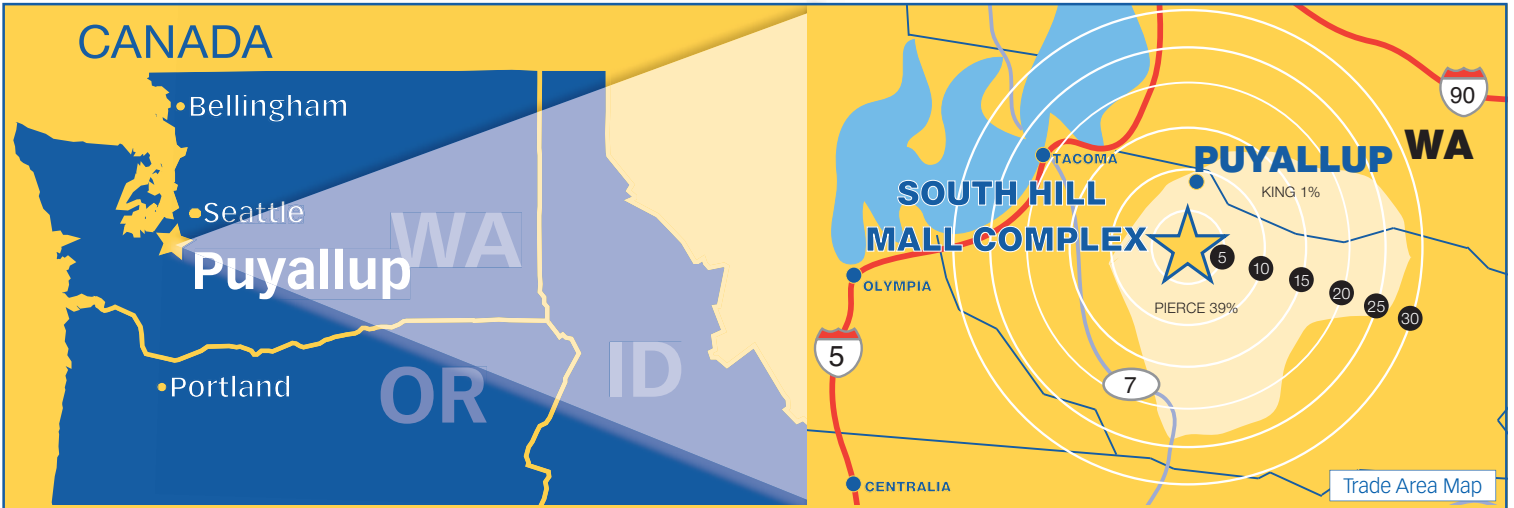 CANADA
Bellingham
Seattle
WA
Puyallup
ID
OR
Portland
90
WA
PUYALLUP
TACOMA
KING 1%
SOUTH HILL
MALL COMPLEX
5
10
15
20
25
30
OLYMPIA
PIERCE 39%
5
7
CENTRALIA
Trade Area Map